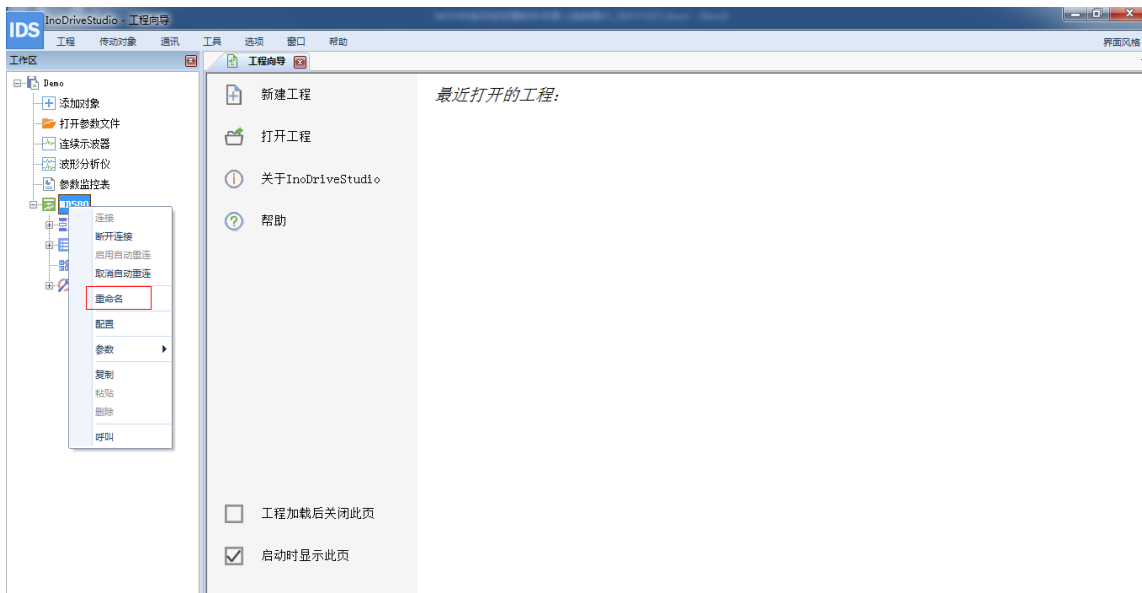 IDS
InoDriveStudio - 工程向导
工程 传动对象 通讯 工具 选项 窗口 帮助
界面风格
工作区
工程向导
Demo
添加对象
打开参数文件
连续示波器
波形分析仪
参数监控表
连接
断开连接
启用自动重连
取消自动重连
重命名
配置
参数
复制
粘贴
删除
呼叫
新建工程
打开工程
关于InoDriveStudio
帮助
工程加载后关闭此页
启动时显示此页
最近打开的工程: